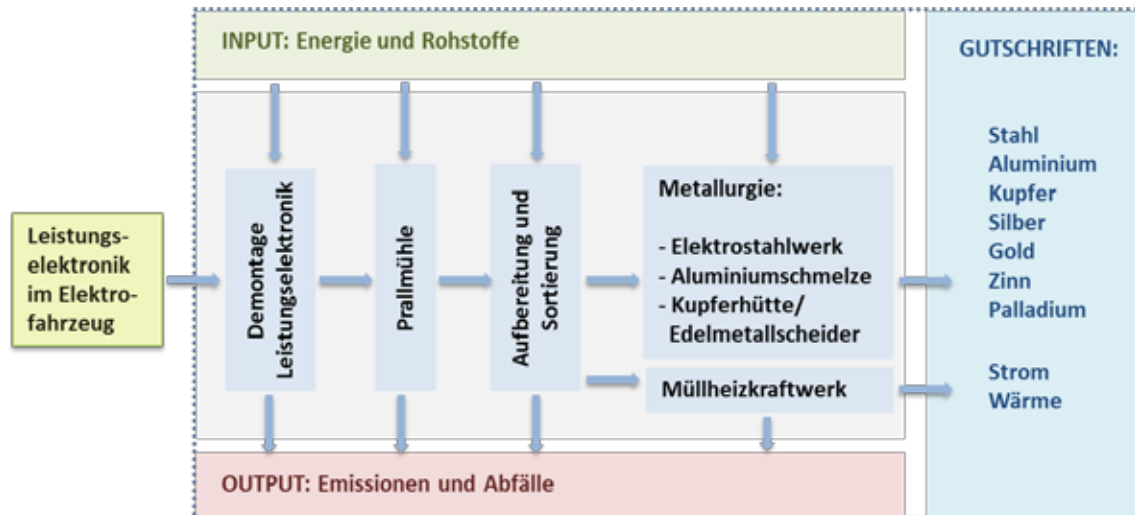 INPUT: Energie und Rohstoffe
GUTSCHRIFTEN:
Leistungs-
elektronik
im Elektro-
fahrzeug
Demontage
Leistungselektronik
Prallmühle
Aufbereitung und
Sortierung
Metallurgie:
- Elektrostahlwerk
- Aluminiumschmelze
- Kupferhütte/
Edelmetallscheider
Müllheizkraftwerk
Stahl
Aluminium
Kupfer
Silber
Gold
Zinn
Palladium
Strom
Wärme
OUTPUT: Emissionen und Abfälle